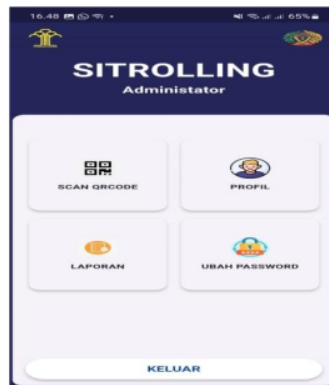 16.48
65%
SITROLLING
Administator
SCAN QRCODE
PROFIL
LAPORAN
UBAH PASSWORD
KELUAR